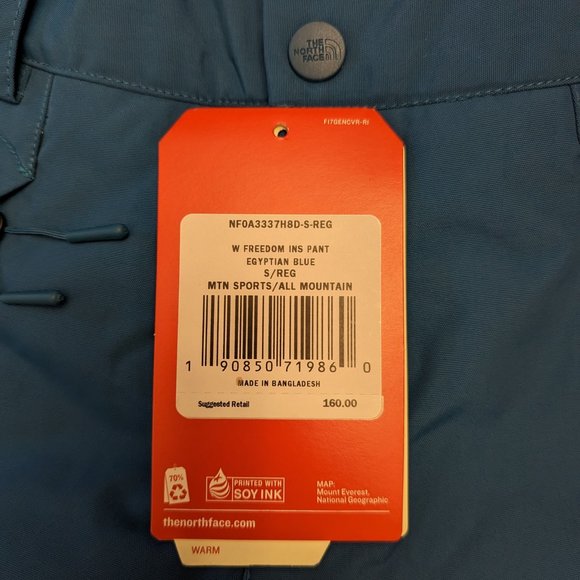 THE
NORTH
FACE
FI7GENCVR-RI
NF0A3337H8D-S-REG
W FREEDOM INS PANT
EGYPTIAN BLUE
S/REG
MTN SPORTS/ALL MOUNTAIN
1 90850 71986 0
MADE IN BANGLADESH
Suggested Retail 160.00
70%
PRINTED WITH
SOY INK
MAP:
Mount Everest,
National Geographic
thenorthface.com
WARM